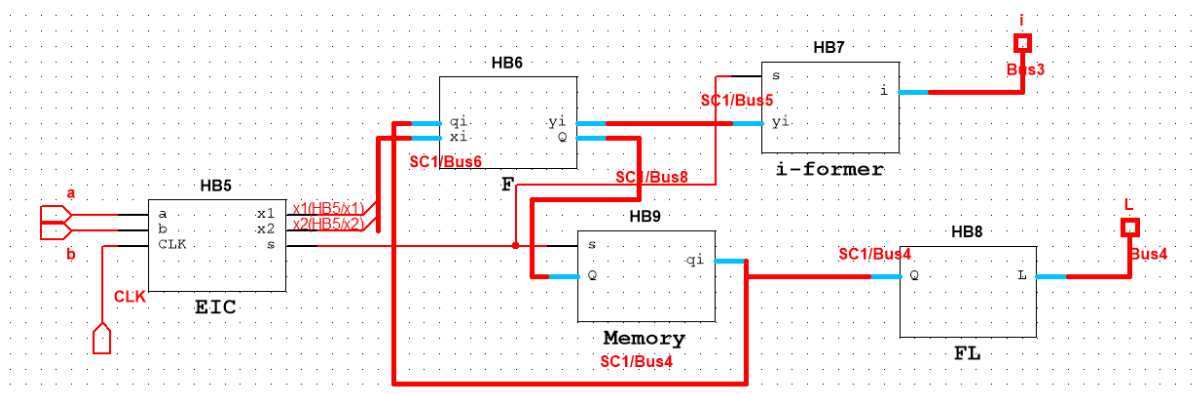 i
HB7
Bus3
s
i
yi
i-former
HB6
SC1/Bus5
qi
xi
yi
Q
SC1/Bus6
F
SC1/Bus8
a
b
HB5
a
b
CLK
x1
x2
s
EIC
x1(HB5/x1)
x2(HB5/x2)
CLK
HB9
s
Q
qi
Memory
SC1/Bus4
L
HB8
SC1/Bus4
Bus4
Q
L
FL